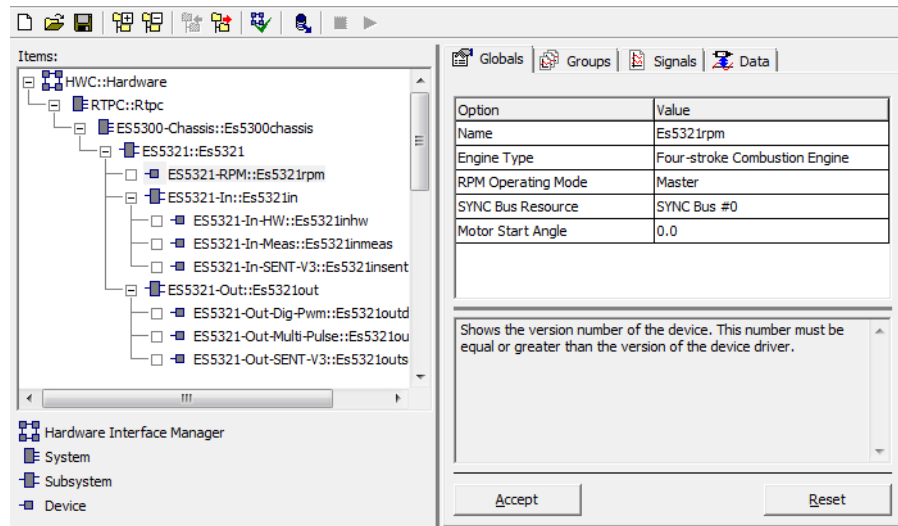 Items:
HWC::Hardware
RTPC::Rtpc
ES5300-Chassis::Es5300chassis
ES5321::Es5321
ES5321-RPM::Es5321rpm
ES5321-In::Es5321in
ES5321-In-HW::Es5321inhw
ES5321-In-Meas::Es5321inmeas
ES5321-In-SENT-V3::Es5321insent
ES5321-Out::Es5321out
ES5321-Out-Dig-Pwm::Es5321outd
ES5321-Out-Multi-Pulse::Es5321ou
ES5321-Out-SENT-V3::Es5321outs
Hardware Interface Manager
System
Subsystem
Device
Globals Groups Signals Data
Option Value
Name Es5321rpm
Engine Type Four-stroke Combustion Engine
RPM Operating Mode Master
SYNC Bus Resource SYNC Bus #0
Motor Start Angle 0.0
Shows the version number of the device. This number must be
equal or greater than the version of the device driver.
Accept Reset